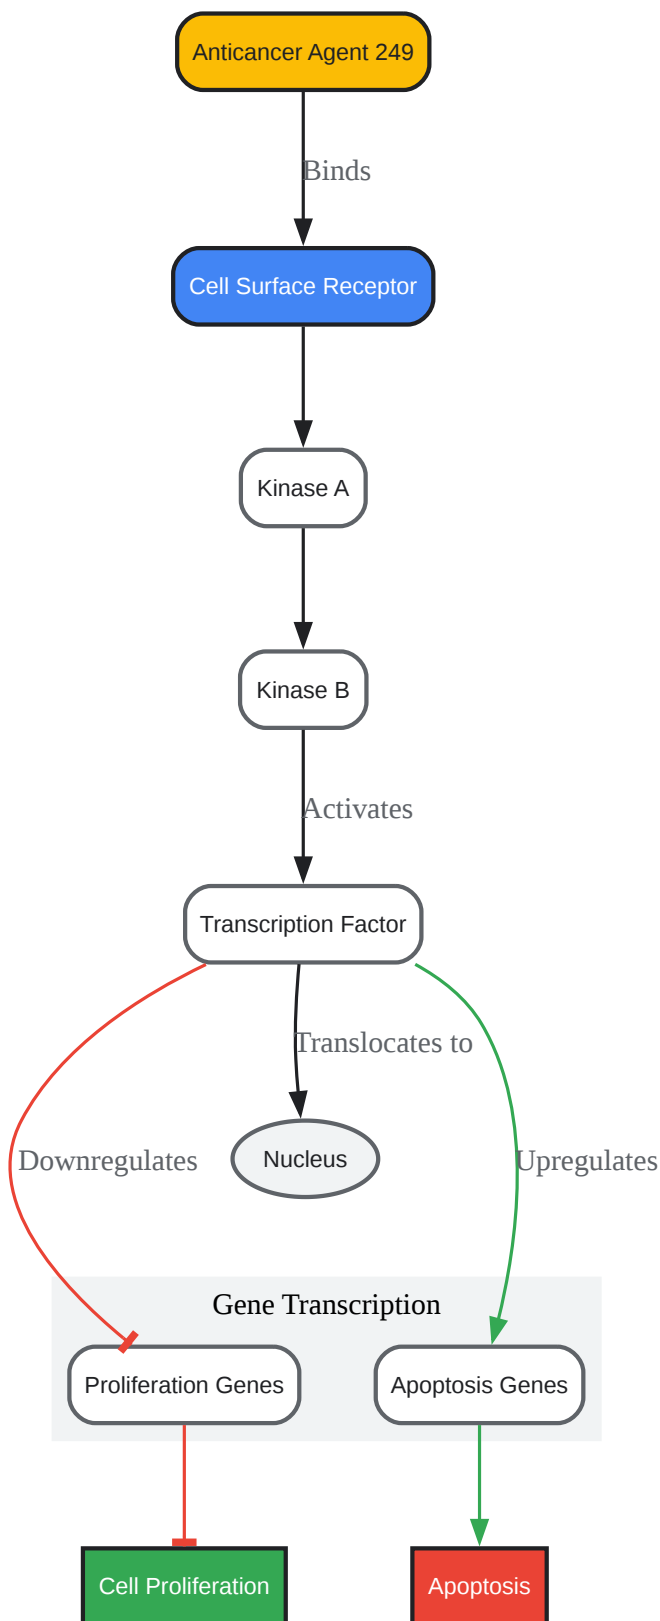 Anticancer Agent 249
Binds
Cell Surface Receptor
Kinase A
Kinase B
Activates
Transcription Factor
Translocates to
Nucleus
Downregulates
Upregulates
Gene Transcription
Proliferation Genes
Apoptosis Genes
Cell Proliferation
Apoptosis